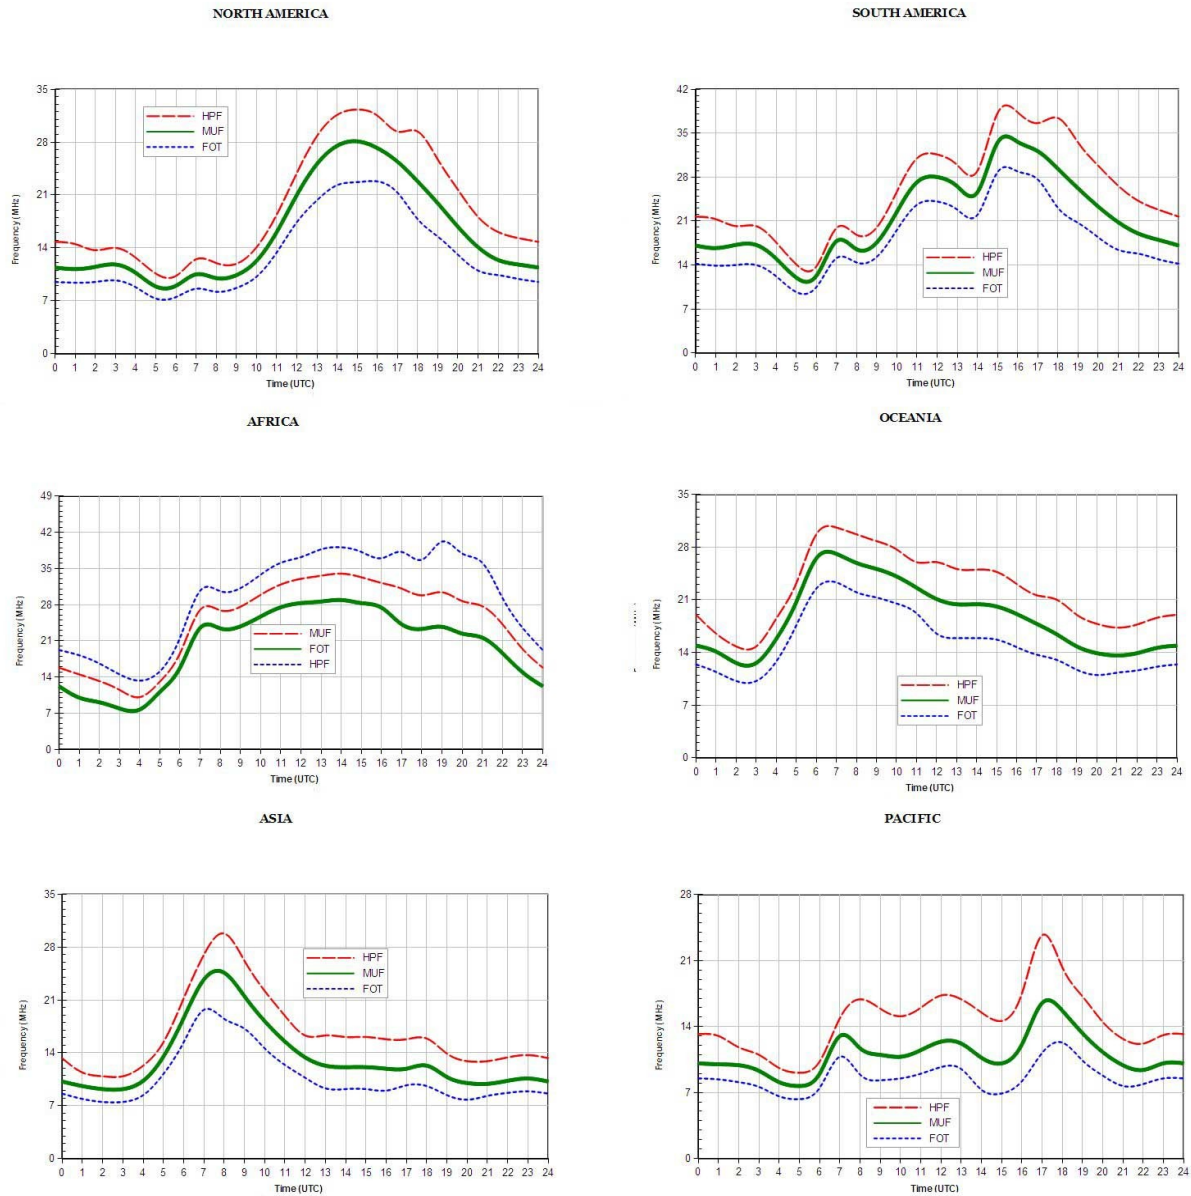 NORTH AMERICA
35
28
21
14
7
0
Frequency (MHz)
HPF
MUF
FOT
0 1 2 3 4 5 6 7 8 9 10 11 12 13 14 15 16 17 18 19 20 21 22 23 24
Time (UTC)
SOUTH AMERICA
42
35
28
21
14
7
0
Frequency (MHz)
HPF
MUF
FOT
0 1 2 3 4 5 6 7 8 9 10 11 12 13 14 15 16 17 18 19 20 21 22 23 24
Time (UTC)
AFRICA
49
42
35
28
21
14
7
0
Frequency (MHz)
MUF
FOT
HPF
0 1 2 3 4 5 6 7 8 9 10 11 12 13 14 15 16 17 18 19 20 21 22 23 24
Time (UTC)
OCEANIA
35
28
21
14
7
0
Frequency (MHz)
HPF
MUF
FOT
0 1 2 3 4 5 6 7 8 9 10 11 12 13 14 15 16 17 18 19 20 21 22 23 24
Time (UTC)
ASIA
35
28
21
14
7
0
Frequency (MHz)
HPF
MUF
FOT
0 1 2 3 4 5 6 7 8 9 10 11 12 13 14 15 16 17 18 19 20 21 22 23 24
Time (UTC)
PACIFIC
28
21
14
7
0
Frequency (MHz)
HPF
MUF
FOT
0 1 2 3 4 5 6 7 8 9 10 11 12 13 14 15 16 17 18 19 20 21 22 23 24
Time (UTC)